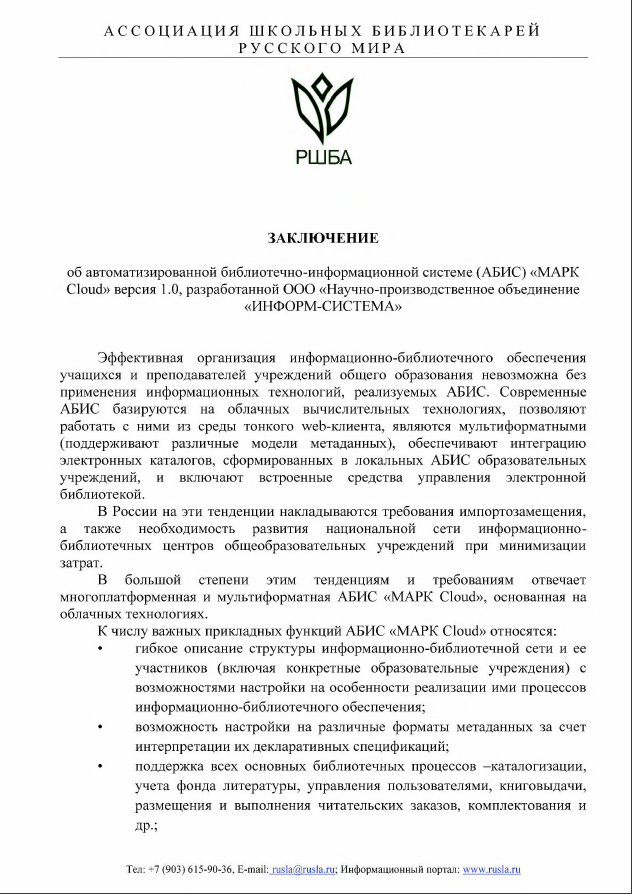 АССОЦИАЦИЯ ШКОЛЬНЫХ БИБЛИОТЕКАРЕЙ
РУССКОГО МИРА
РШБА
ЗАКЛЮЧЕНИЕ
об автоматизированной библиотечно-информационной системе (АБИС) «МАРК
Cloud» версия 1.0, разработанной ООО «Научно-производственное объединение
«ИНФОРМ-СИСТЕМА»
Эффективная организация информационно-библиотечного обеспечения
учащихся и преподавателей учреждений общего образования невозможна без
применения информационных технологий, реализуемых АБИС. Современные
АБИС базируются на облачных вычислительных технологиях, позволяют
работать с ними из среды тонкого web-клиента, являются мультиформатными
(поддерживают различные модели метаданных), обеспечивают интеграцию
электронных каталогов, сформированных в локальных АБИС образовательных
учреждений, и включают встроенные средства управления электронной
библиотекой.
В России на эти тенденции накладываются требования импортозамещения,
а также необходимость развития национальной сети информационно-
библиотечных центров общеобразовательных учреждений при минимизации
затрат.
В большой степени этим тенденциям и требованиям отвечает
многоплатформенная и мультиформатная АБИС «МАРК Cloud», основанная на
облачных технологиях.
К числу важных прикладных функций АБИС «МАРК Cloud» относятся:
• гибкое описание структуры информационно-библиотечной сети и ее
участников (включая конкретные образовательные учреждения) с
возможностями настройки на особенности реализации ими процессов
информационно-библиотечного обеспечения;
• возможность настройки на различные форматы метаданных за счет
интерпретации их декларативных спецификаций;
• поддержка всех основных библиотечных процессов –каталогизации,
учета фонда литературы, управления пользователями, книговыдачи,
размещения и выполнения читательских заказов, комплектования и
др.;
Тел: +7 (903) 615-90-36, E-mail: rusla@rusla.ru; Информационный портал: www.rusla.ru